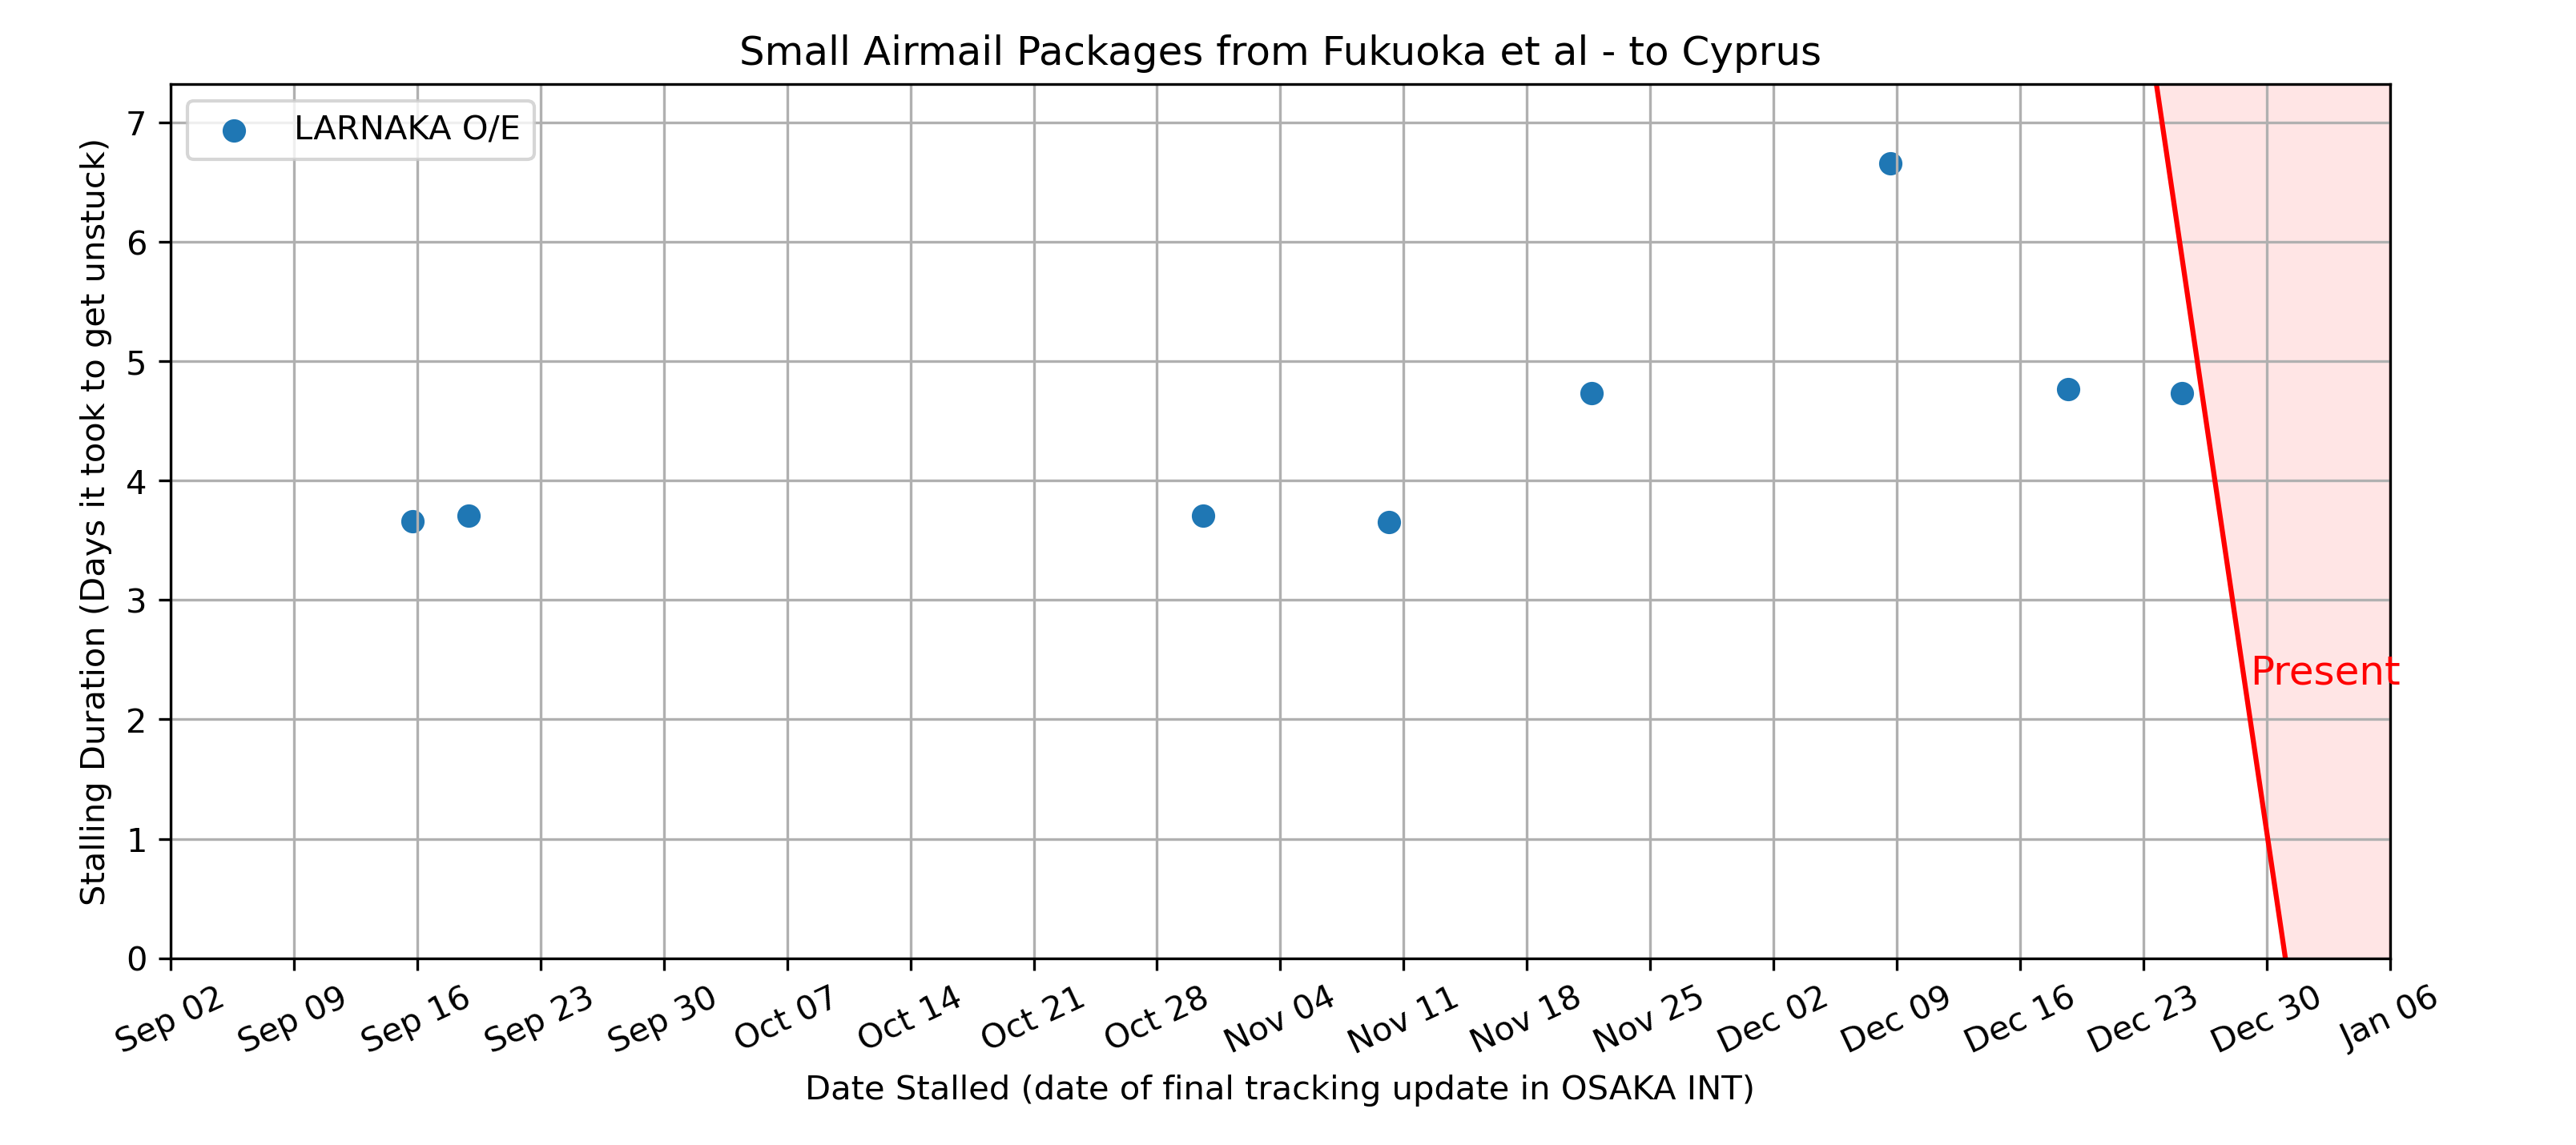 Small Airmail Packages from Fukuoka et al - to Cyprus
LARNAKA O/E
Stalling Duration (Days it took to get unstuck)
7
6
5
4
3
2
1
0
Present
Sep 02
Sep 09
Sep 16
Sep 23
Sep 30
Oct 07
Oct 14
Oct 21
Oct 28
Nov 04
Nov 11
Nov 18
Nov 25
Dec 02
Dec 09
Dec 16
Dec 23
Dec 30
Jan 06
Date Stalled (date of final tracking update in OSAKA INT)